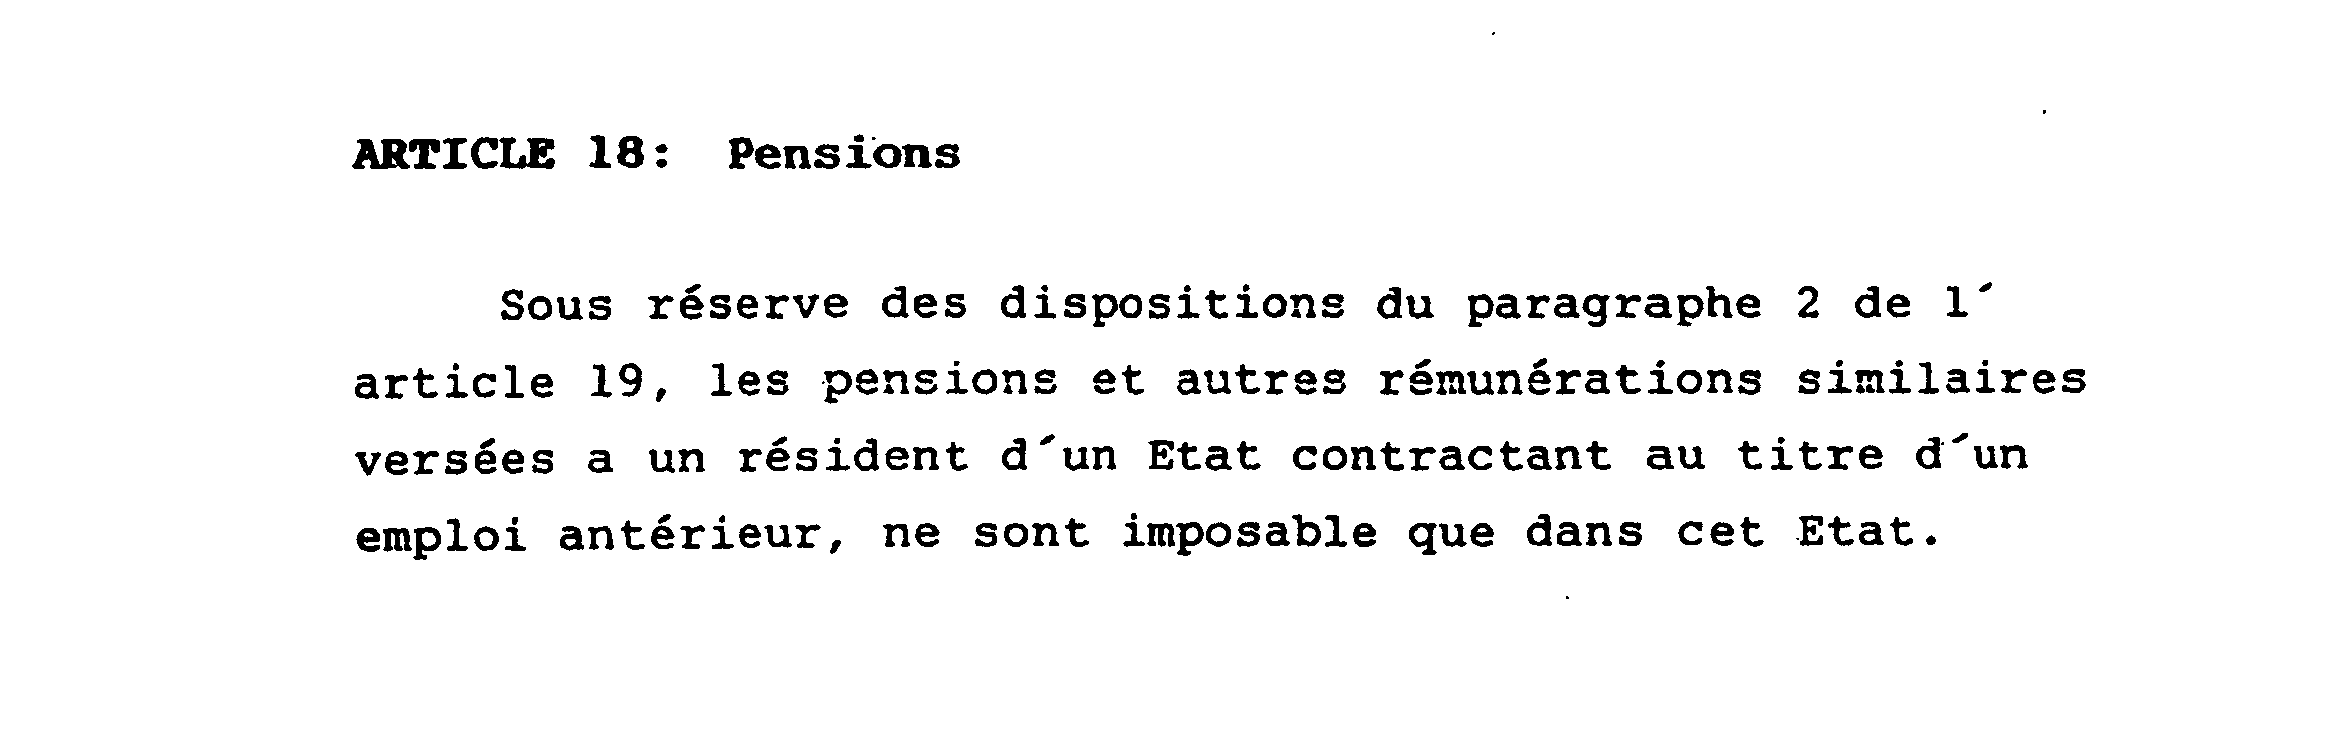 ARTICLE 18: Pensions
Sous réserve des dispositions du paragraphe 2 de l´
article 19, les pensions et autres rémunérations similaires
versées a un résident d´un Etat contractant au titre d´un
emploi antérieur, ne sont imposable que dans cet Etat.